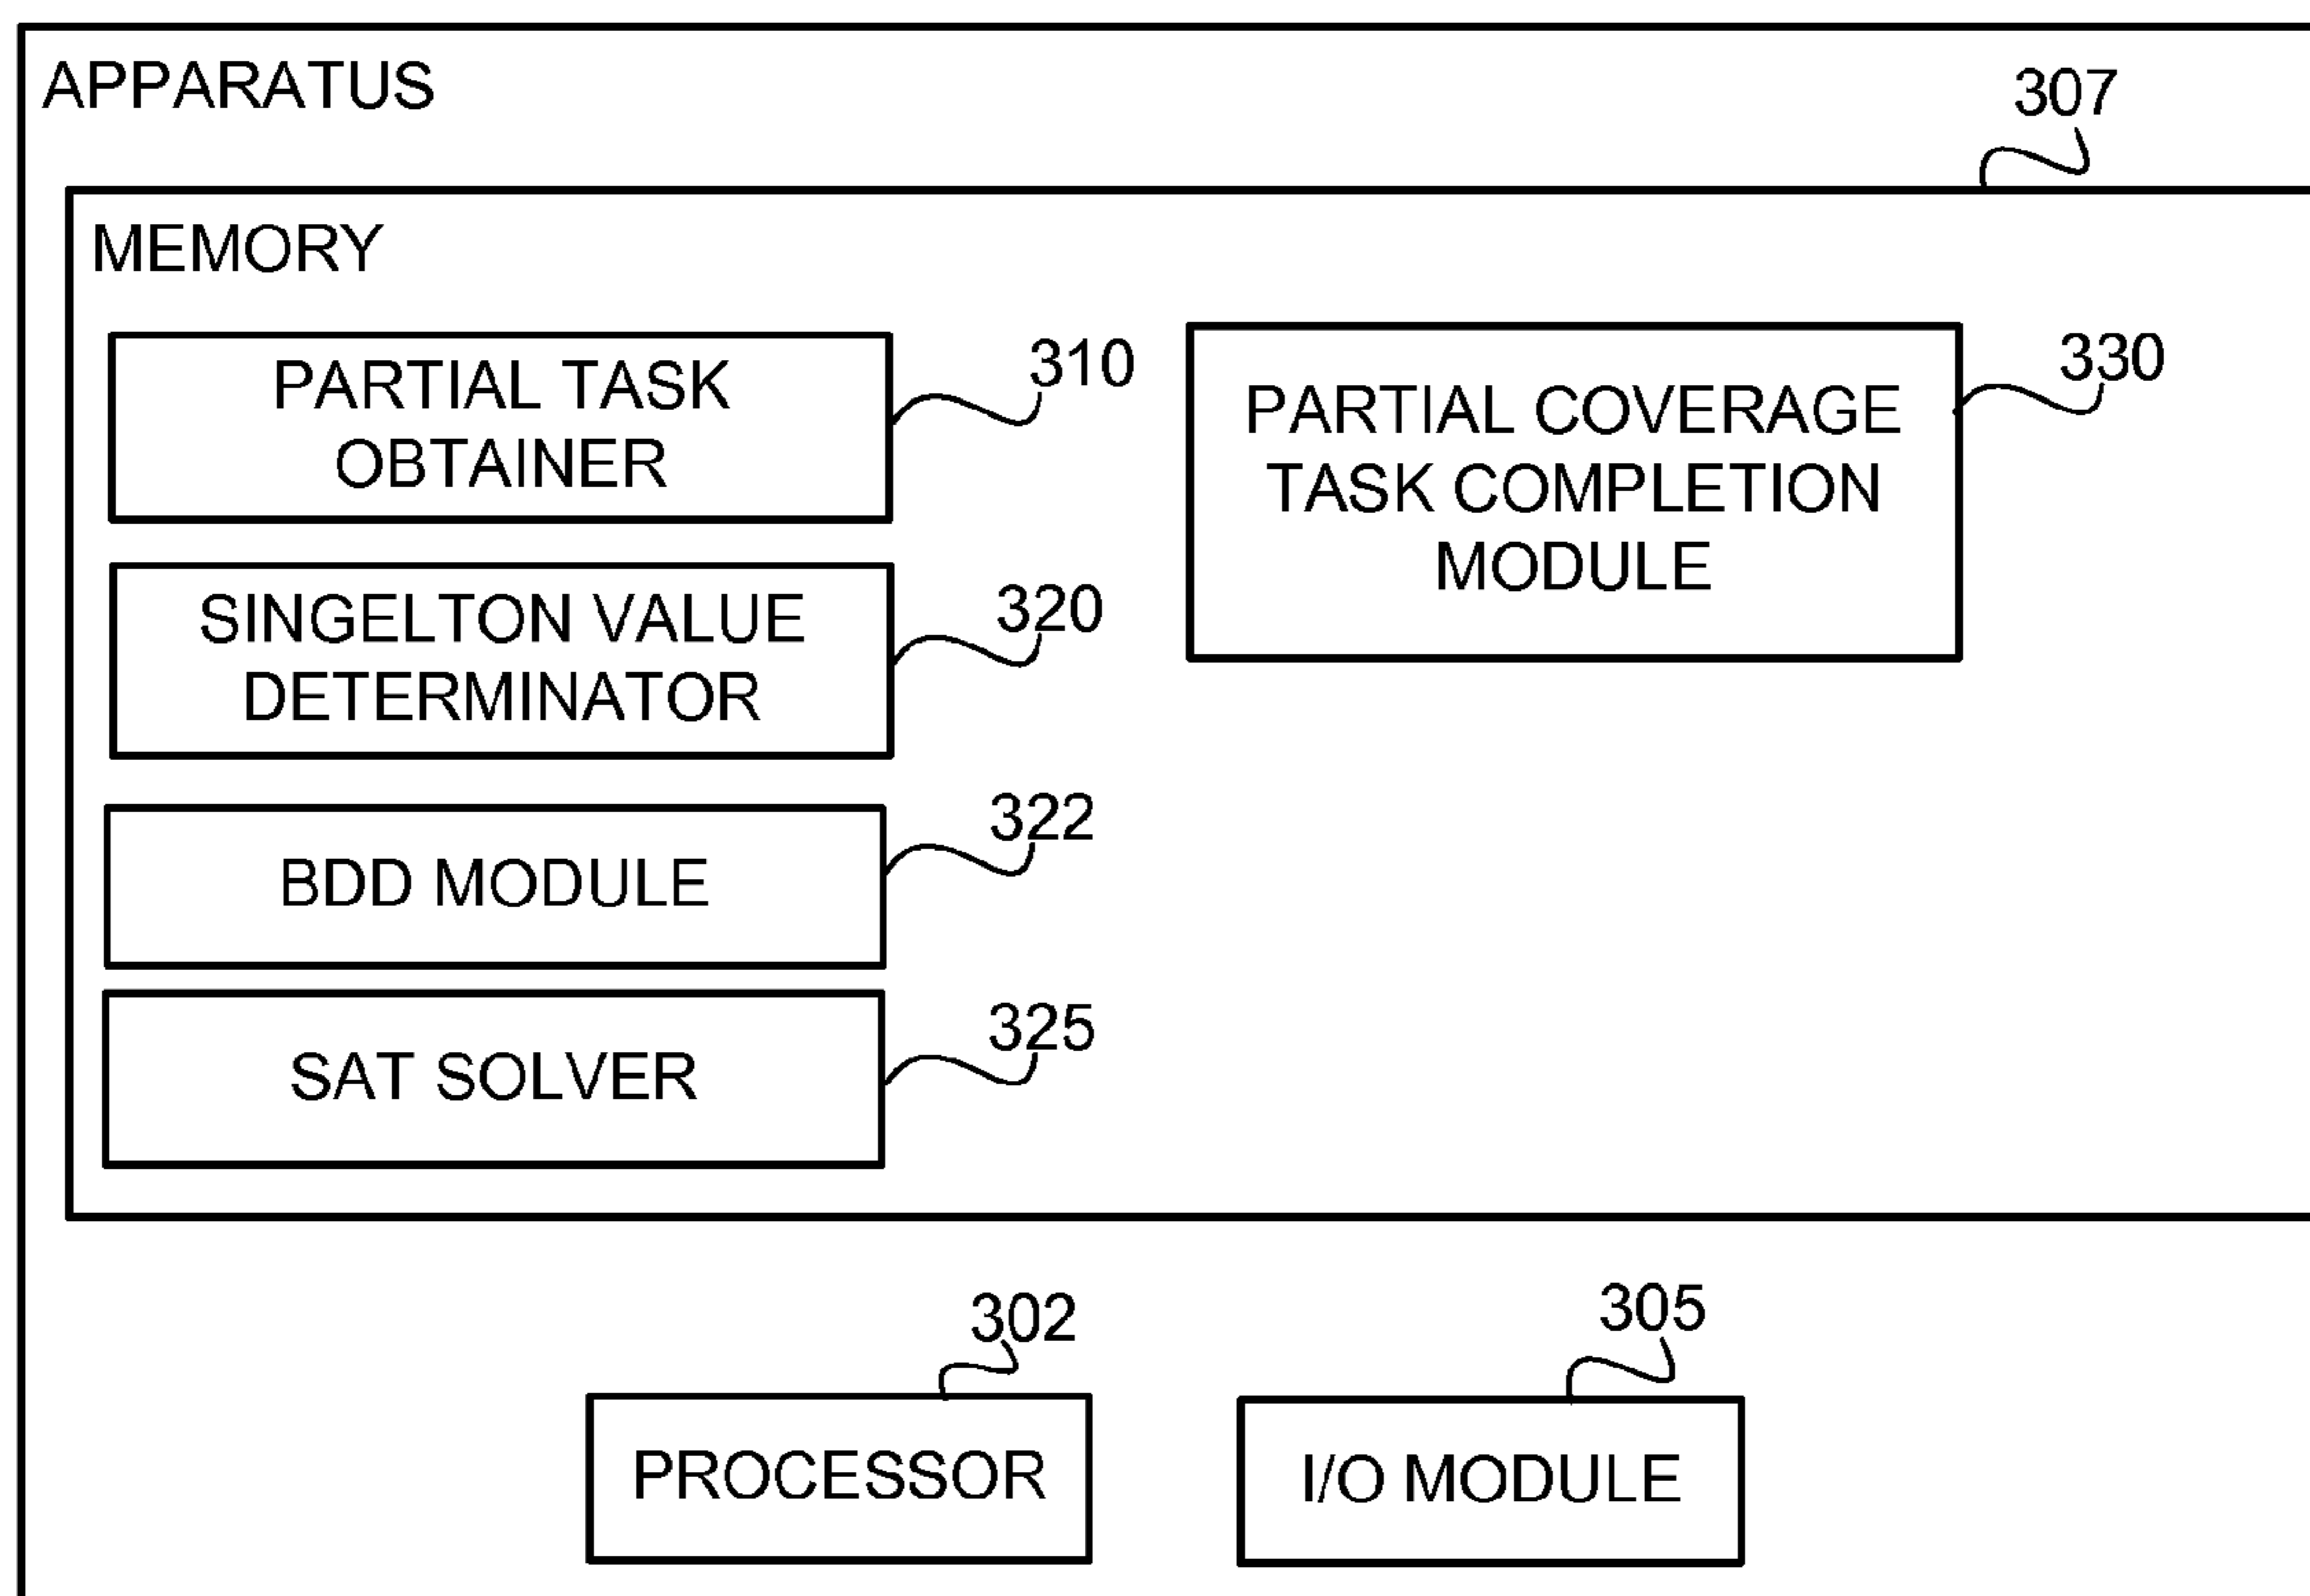 APPARATUS
307
MEMORY
PARTIAL TASK
OBTAINER
310
PARTIAL COVERAGE
TASK COMPLETION
MODULE
330
SINGELTON VALUE
DETERMINATOR
320
BDD MODULE
322
SAT SOLVER
325
302
PROCESSOR
305
I/O MODULE